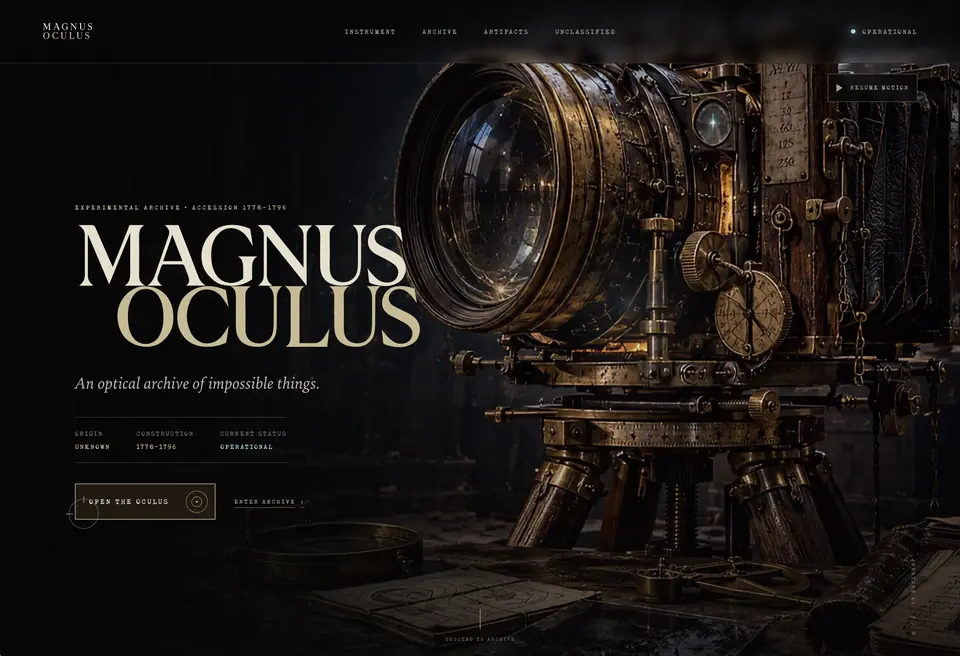 MAGNUS
OCULUS
INSTRUMENT
ARCHIVE
ARTIFACTS
UNCLASSIFIED
OPERATIONAL
RESUME MOTION
EXPERIMENTAL ARCHIVE • ACCESSION 1778–1796
MAGNUS
OCULUS
An optical archive of impossible things.
ORIGIN
CONSTRUCTION
CURRENT STATUS
UNKNOWN
1778–1796
OPERATIONAL
OPEN THE OCULUS
ENTER ARCHIVE
DESCEND TO ARCHIVE